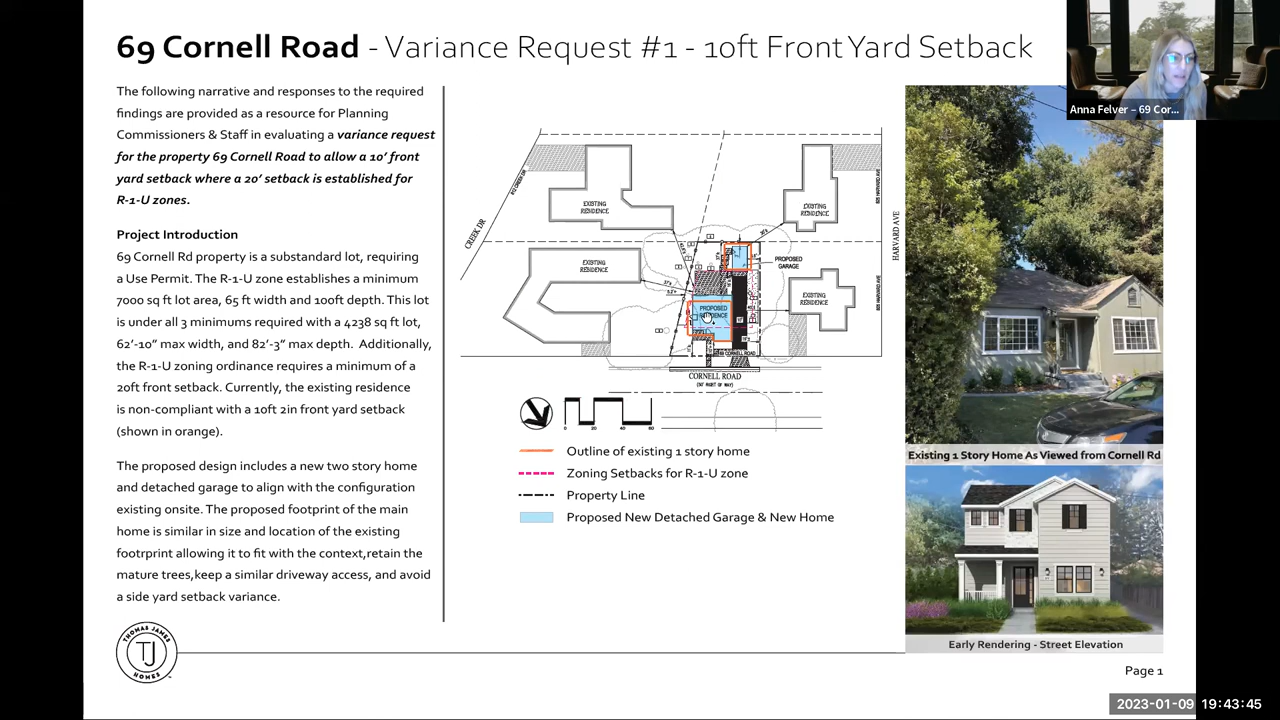 69 Cornell Road - Variance Request #1 - 10ft Front Yard Setback
Anna Felver – 69 Cor...
The following narrative and responses to the required
findings are provided as a resource for Planning
Commissioners & Staff in evaluating a variance request
for the property 69 Cornell Road to allow a 10' front
yard setback where a 20' setback is established for
R-1-U zones.
Project Introduction
69 Cornell Rd property is a substandard lot, requiring
a Use Permit. The R-1-U zone establishes a minimum
7000 sq ft lot area, 65 ft width and 100ft depth. This lot
is under all 3 minimums required with a 4238 sq ft lot,
62'-10" max width, and 82'-3" max depth. Additionally,
the R-1-U zoning ordinance requires a minimum of a
20ft front setback. Currently, the existing residence
is non-compliant with a 10ft 2in front yard setback
(shown in orange).
The proposed design includes a new two story home
and detached garage to align with the configuration
existing onsite. The proposed footprint of the main
home is similar in size and location of the existing
footprint allowing it to fit with the context,retain the
mature trees,keep a similar driveway access, and avoid
a side yard setback variance.
THOMAS JAMES
TJ
HOMES
CREEK DR
HARVARD AVE
EXISTING
RESIDENCE
EXISTING
RESIDENCE
EXISTING
RESIDENCE
EXISTING
RESIDENCE
PROPOSED
GARAGE
PROPOSED
69 CORNELL ROAD
CORNELL ROAD
0 20 40 60
Outline of existing 1 story home
Zoning Setbacks for R-1-U zone
Property Line
Proposed New Detached Garage & New Home
Existing 1 Story Home As Viewed from Cornell Rd
Early Rendering - Street Elevation
Page 1
2023-01-09 19:43:45